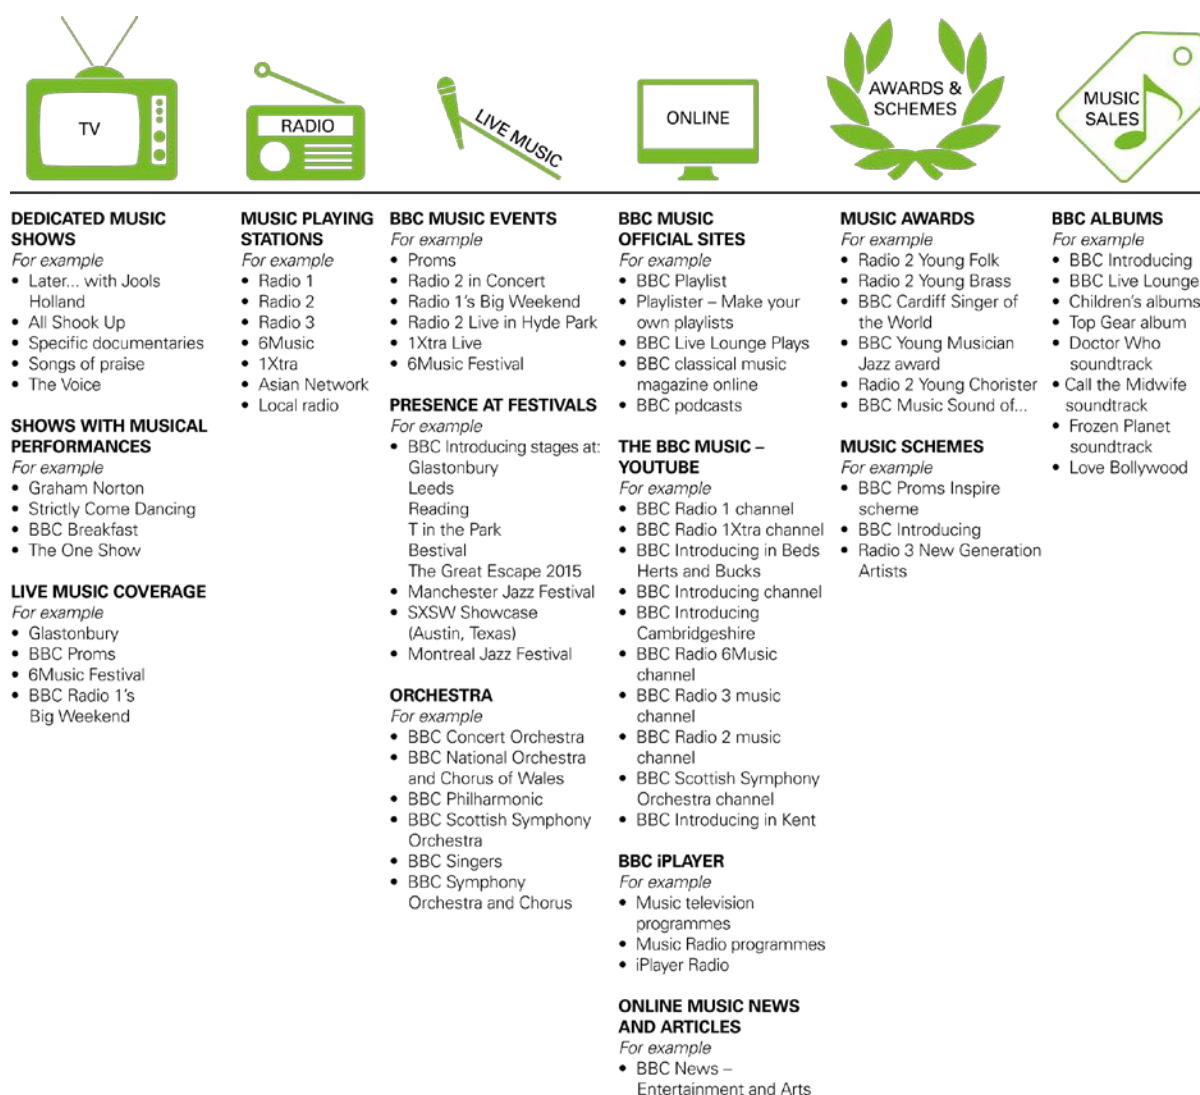 TV
RADIO
LIVE MUSIC
ONLINE
AWARDS &
SCHEMES
MUSIC
SALES
DEDICATED MUSIC
SHOWS
For example
• Later... with Jools
Holland
• All Shook Up
• Specific documentaries
• Songs of praise
• The Voice
SHOWS WITH MUSICAL
PERFORMANCES
For example
• Graham Norton
• Strictly Come Dancing
• BBC Breakfast
• The One Show
LIVE MUSIC COVERAGE
For example
• Glastonbury
• BBC Proms
• 6Music Festival
• BBC Radio 1's
Big Weekend
MUSIC PLAYING
STATIONS
For example
• Radio 1
• Radio 2
• Radio 3
• 6Music
• 1Xtra
• Asian Network
• Local radio
BBC MUSIC EVENTS
For example
• Proms
• Radio 2 in Concert
• Radio 1's Big Weekend
• Radio 2 Live in Hyde Park
• 1Xtra Live
• 6Music Festival
PRESENCE AT FESTIVALS
For example
• BBC Introducing stages at:
Glastonbury
Leeds
Reading
T in the Park
Bestival
The Great Escape 2015
• Manchester Jazz Festival
• SXSW Showcase
(Austin, Texas)
• Montreal Jazz Festival
ORCHESTRA
For example
• BBC Concert Orchestra
• BBC National Orchestra
and Chorus of Wales
• BBC Philharmonic
• BBC Scottish Symphony
Orchestra
• BBC Singers
• BBC Symphony
Orchestra and Chorus
BBC MUSIC
OFFICIAL SITES
For example
• BBC Playlist
• Playlister – Make your
own playlists
• BBC Live Lounge Plays
• BBC classical music
magazine online
• BBC podcasts
THE BBC MUSIC –
YOUTUBE
For example
• BBC Radio 1 channel
• BBC Radio 1Xtra channel
• BBC Introducing in Beds
Herts and Bucks
• BBC Introducing channel
• BBC Introducing
Cambridgeshire
• BBC Radio 6Music
channel
• BBC Radio 3 music
channel
• BBC Radio 2 music
channel
• BBC Scottish Symphony
Orchestra channel
• BBC Introducing in Kent
BBC iPLAYER
For example
• Music television
programmes
• Music Radio programmes
• iPlayer Radio
ONLINE MUSIC NEWS
AND ARTICLES
For example
• BBC News –
Entertainment and Arts
MUSIC AWARDS
For example
• Radio 2 Young Folk
• Radio 2 Young Brass
• BBC Cardiff Singer of
the World
• BBC Young Musician
Jazz award
• Radio 2 Young Chorister
• BBC Music Sound of...
MUSIC SCHEMES
For example
• BBC Proms Inspire
scheme
• BBC Introducing
• Radio 3 New Generation
Artists
BBC ALBUMS
For example
• BBC Introducing
• BBC Live Lounge
• Children's albums
• Top Gear album
• Doctor Who
soundtrack
• Call the Midwife
soundtrack
• Frozen Planet
soundtrack
• Love Bollywood